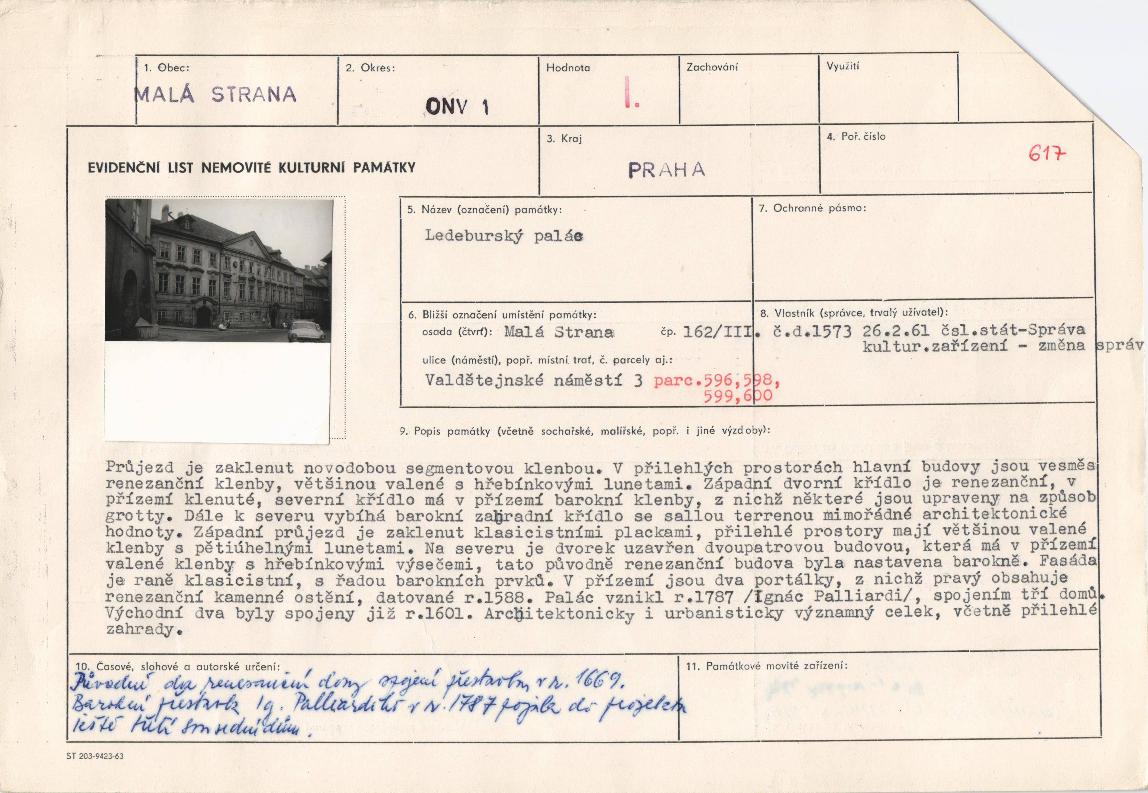 1. Obec:
MALÁ STRANA
2. Okres:
ONV 1
Hodnota
I.
Zachování
Využití
EVIDENČNÍ LIST NEMOVITÉ KULTURNÍ PAMÁTKY
3. Kraj
PRAHA
4. Poř. číslo
617
5. Název (označení) památky:
Ledeburský palác
7. Ochranné pásmo:
6. Bližší označení umístění památky:
osada (čtvrť): Malá Strana čp. 162/III.
ulice (náměstí), popř. místní trať, č. parcely aj.:
Valdštejnské náměstí 3 parc.596,598,
599,600
8. Vlastník (správce, trvalý uživatel):
č.d.1573 26.2.61 čsl.stát-Správa
kultur.zařízení - změna správ
9. Popis památky (včetně sochařské, malířské, popř. i jiné výzdoby):
Průjezd je zaklenut novodobou segmentovou klenbou. V přilehlých prostorách hlavní budovy jsou vesměs
renezanční klenby, většinou valené s hřebínkovými lunetami. Západní dvorní křídlo je renezanční, v
přízemí klenuté, severní křídlo má v přízemí barokní klenby, z nichž některé jsou upraveny na způsob
grotty. Dále k severu vybíhá barokní zahradní křídlo se sallou terrenou mimořádné architektonické
hodnoty. Západní průjezd je zaklenut klasicistními plackami, přilehlé prostory mají většinou valené
klenby s pětiúhelnými lunetami. Na severu je dvorek uzavřen dvoupatrovou budovou, která má v přízemí
valené klenby s hřebínkovými výsečemi, tato původně renezanční budova byla nastavena barokně. Fasáda
je raně klasicistní, s řadou barokních prvků. V přízemí jsou dva portálky, z nichž pravý obsahuje
renezanční kamenné ostění, datované r.1588. Palác vznikl r.1787 /Ignác Palliardi/, spojením tří domů.
Východní dva byly spojeny již r.1601. Architektonicky i urbanisticky významný celek, včetně přilehlé
zahrady.
10. Časové, slohové a autorské určení:
Původně dva renesanční domy spojeni přestavbou v r. 1669.
Barokní přestavba Ig. Palliardiho v r. 1787 pojala do projektu
ještě třetí sousední dům.
11. Památkové movité zařízení:
ST 203-9423-63